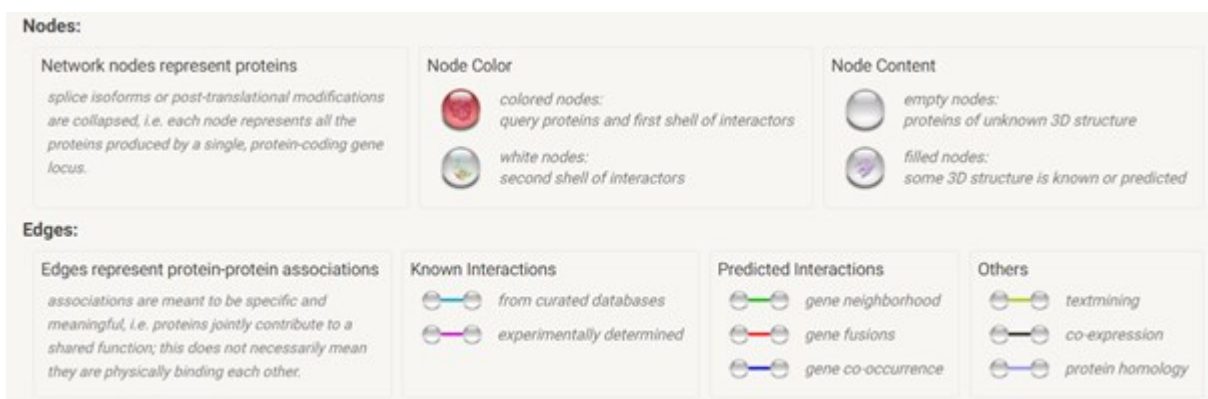 Nodes:
Network nodes represent proteins
splice isoforms or post-translational modifications
are collapsed, i.e. each node represents all the
proteins produced by a single, protein-coding gene
locus.
Node Color
colored nodes:
query proteins and first shell of interactors
white nodes:
second shell of interactors
Node Content
empty nodes:
proteins of unknown 3D structure
filled nodes:
some 3D structure is known or predicted
Edges:
Edges represent protein-protein associations
associations are meant to be specific and
meaningful, i.e. proteins jointly contribute to a
shared function; this does not necessarily mean
they are physically binding each other.
Known Interactions
from curated databases
experimentally determined
Predicted Interactions
gene neighborhood
gene fusions
gene co-occurrence
Others
textmining
co-expression
protein homology